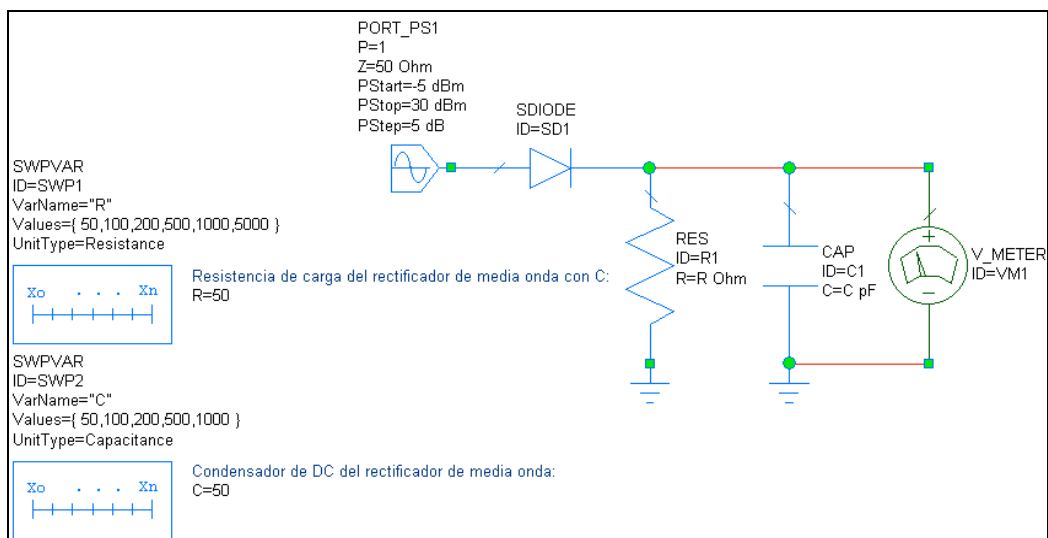 PORT_PS1
P=1
Z=50 Ohm
PStart=-5 dBm
PStop=30 dBm
PStep=5 dB
SDIODE
ID=SD1
SWPVAR
ID=SWP1
VarName="R"
Values={ 50,100,200,500,1000,5000 }
UnitType=Resistance
Xo . . . Xn
Resistencia de carga del rectificador de media onda con C:
R=50
RES
ID=R1
R=R Ohm
CAP
ID=C1
C=C pF
V_METER
ID=VM1
+
−
SWPVAR
ID=SWP2
VarName="C"
Values={ 50,100,200,500,1000 }
UnitType=Capacitance
Xo . . . Xn
Condensador de DC del rectificador de media onda:
C=50